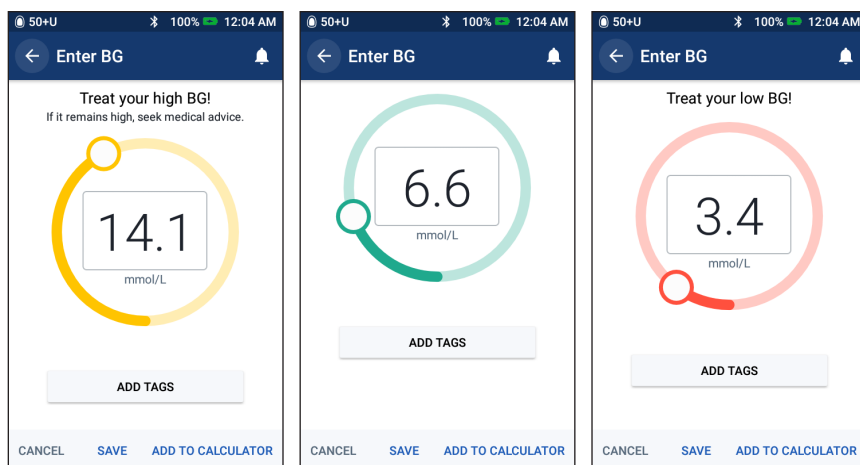 50+U 100% 12:04 AM
Enter BG
Treat your high BG!
If it remains high, seek medical advice.
14.1
mmol/L
ADD TAGS
CANCEL SAVE ADD TO CALCULATOR
50+U 100% 12:04 AM
Enter BG
6.6
mmol/L
ADD TAGS
CANCEL SAVE ADD TO CALCULATOR
50+U 100% 12:04 AM
Enter BG
Treat your low BG!
3.4
mmol/L
ADD TAGS
CANCEL SAVE ADD TO CALCULATOR